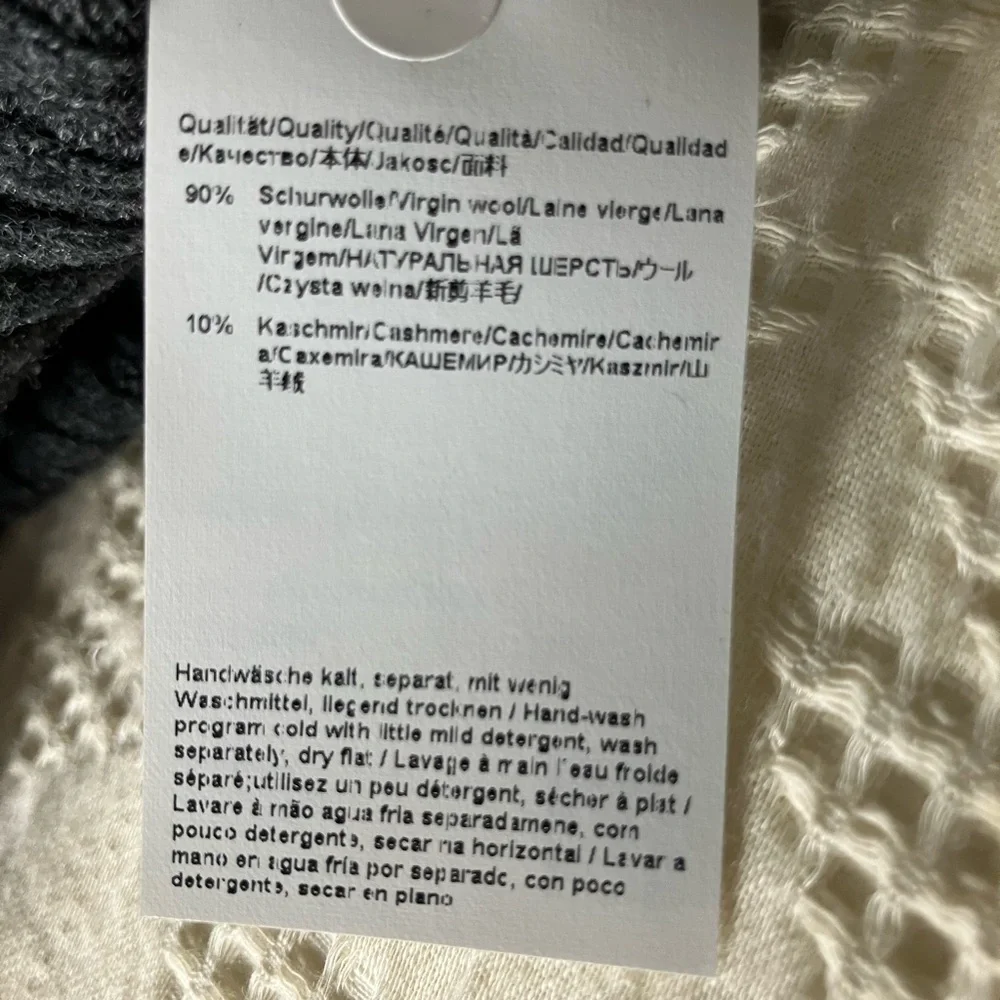 Qualität/Quality/Qualité/Qualità/Calidad/Qualidad
e/Качество/本体/Jakosc/面料
90% Schurwolle/Virgin wool/Laine vierge/Lana
vergine/Lana Virgen/Lã
Virgem/НАТУРАЛЬНАЯ ШЕРСТЬ/ウール
/Czysta welna/新剪羊毛/
10% Kaschmir/Cashmere/Cachemire/Cachemir
a/Caxemira/КАШЕМИР/カシミヤ/Kaszmir/山
羊绒
Handwäsche kalt, separat, mit wenig
Waschmittel, liegend trocknen / Hand-wash
program cold with little mild detergent, wash
separately, dry flat / Lavage à main l'eau froide
séparé;utilisez un peu détergent, sécher à plat /
Lavare à mão agua fria separadamene, com
pouco detergente, secar na horizontal / Lavar a
mano en agua fría por separado, con poco
detergente, secar en plano